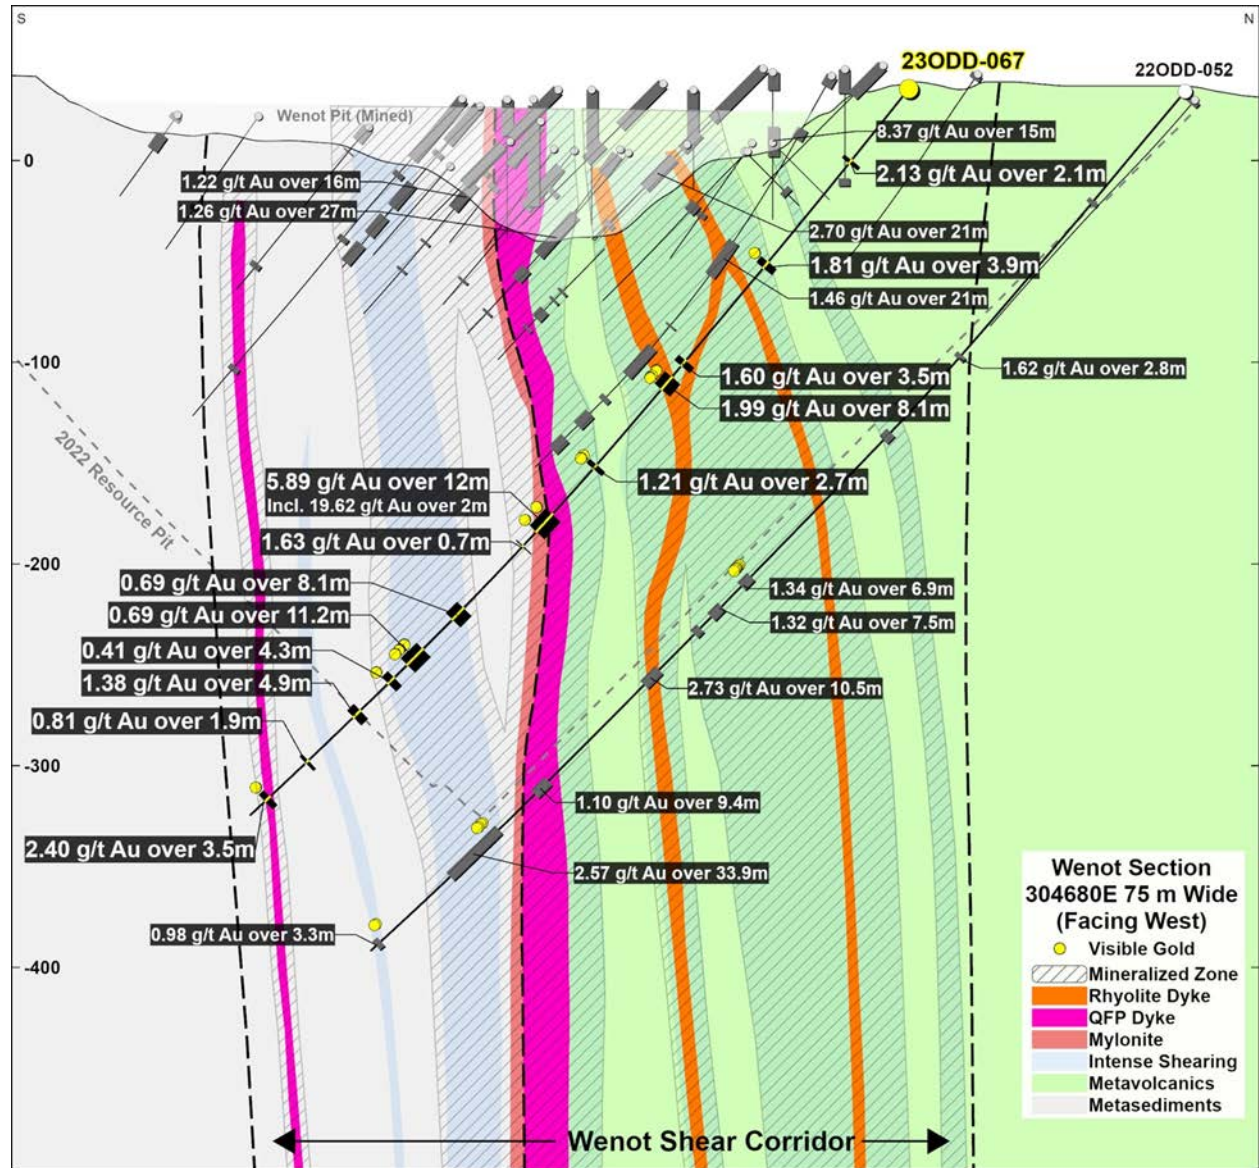 S
N
23ODD-067
22ODD-052
Wenot Pit (Mined)
8.37 g/t Au over 15m
0
2.13 g/t Au over 2.1m
1.22 g/t Au over 16m
1.26 g/t Au over 27m
2.70 g/t Au over 21m
1.81 g/t Au over 3.9m
1.46 g/t Au over 21m
-100
1.62 g/t Au over 2.8m
1.60 g/t Au over 3.5m
1.99 g/t Au over 8.1m
2022 Resource Pit
5.89 g/t Au over 12m
Incl. 19.62 g/t Au over 2m
1.21 g/t Au over 2.7m
1.63 g/t Au over 0.7m
-200
0.69 g/t Au over 8.1m
1.34 g/t Au over 6.9m
0.69 g/t Au over 11.2m
1.32 g/t Au over 7.5m
0.41 g/t Au over 4.3m
1.38 g/t Au over 4.9m
2.73 g/t Au over 10.5m
0.81 g/t Au over 1.9m
-300
1.10 g/t Au over 9.4m
2.40 g/t Au over 3.5m
2.57 g/t Au over 33.9m
0.98 g/t Au over 3.3m
-400
Wenot Section
304680E 75 m Wide
(Facing West)
Visible Gold
Mineralized Zone
Rhyolite Dyke
QFP Dyke
Mylonite
Intense Shearing
Metavolcanics
Metasediments
Wenot Shear Corridor